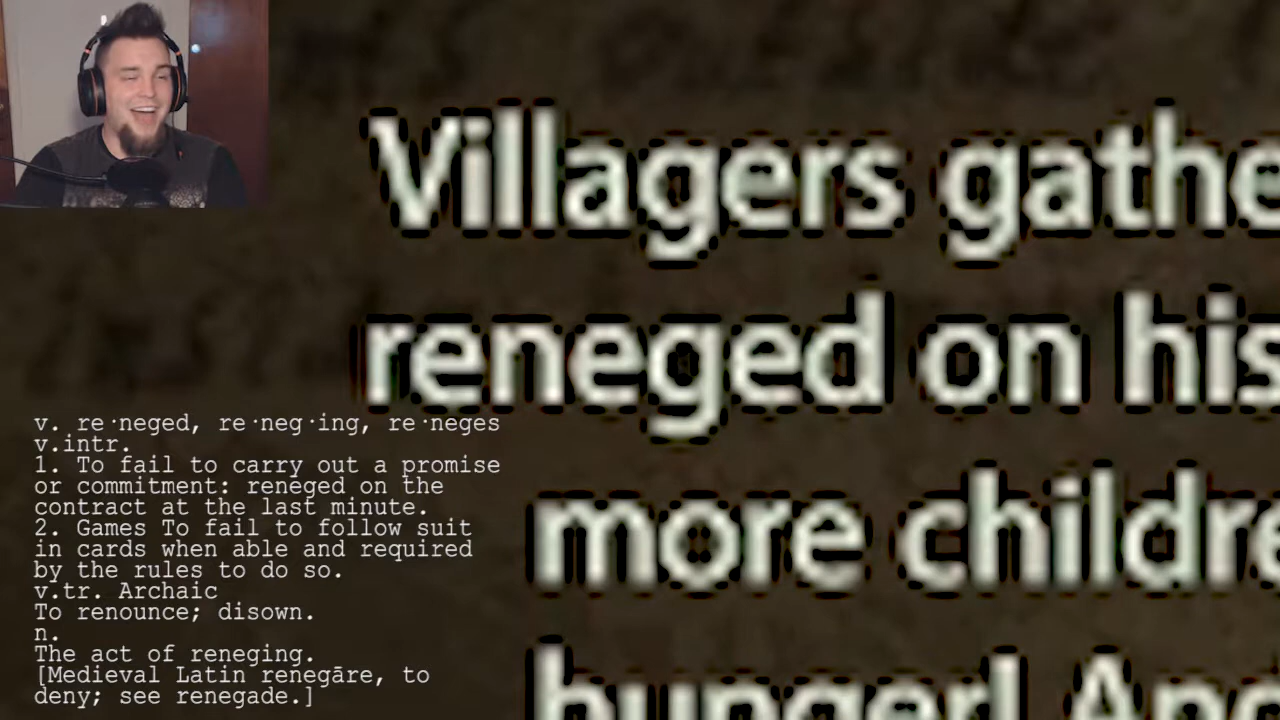 Villagers gathe
reneged on his
more childre
hunger! And
v. re·neged, re·neg·ing, re·neges
v.intr.
1. To fail to carry out a promise
or commitment: reneged on the
contract at the last minute.
2. Games To fail to follow suit
in cards when able and required
by the rules to do so.
v.tr. Archaic
To renounce; disown.
n.
The act of reneging.
[Medieval Latin renegāre, to
deny; see renegade.]